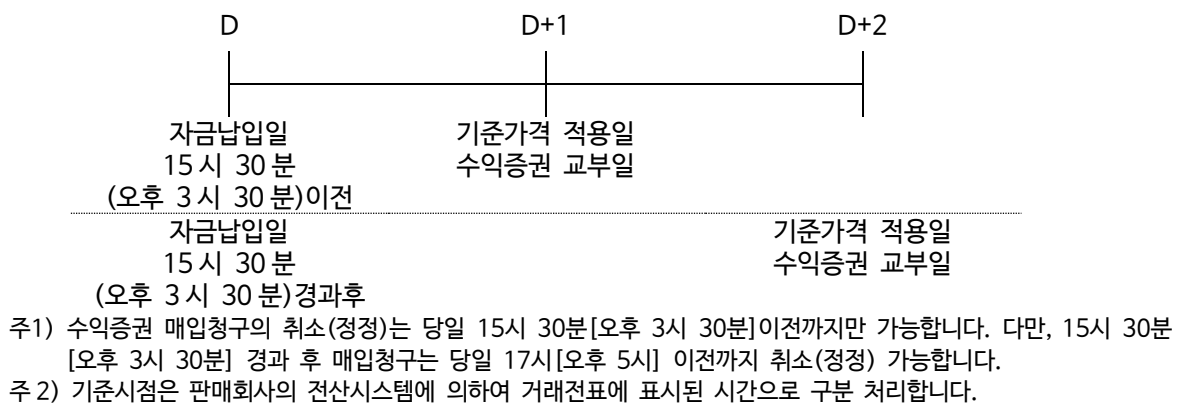 D D+1 D+2
자금납입일 기준가격 적용일
15시 30분 수익증권 교부일
(오후 3시 30분)이전
자금납입일 기준가격 적용일
15시 30분 수익증권 교부일
(오후 3시 30분)경과후
주1) 수익증권 매입청구의 취소(정정)는 당일 15시 30분[오후 3시 30분]이전까지만 가능합니다. 다만, 15시 30분
[오후 3시 30분] 경과 후 매입청구는 당일 17시[오후 5시] 이전까지 취소(정정) 가능합니다.
주2) 기준시점은 판매회사의 전산시스템에 의하여 거래전표에 표시된 시간으로 구분 처리합니다.